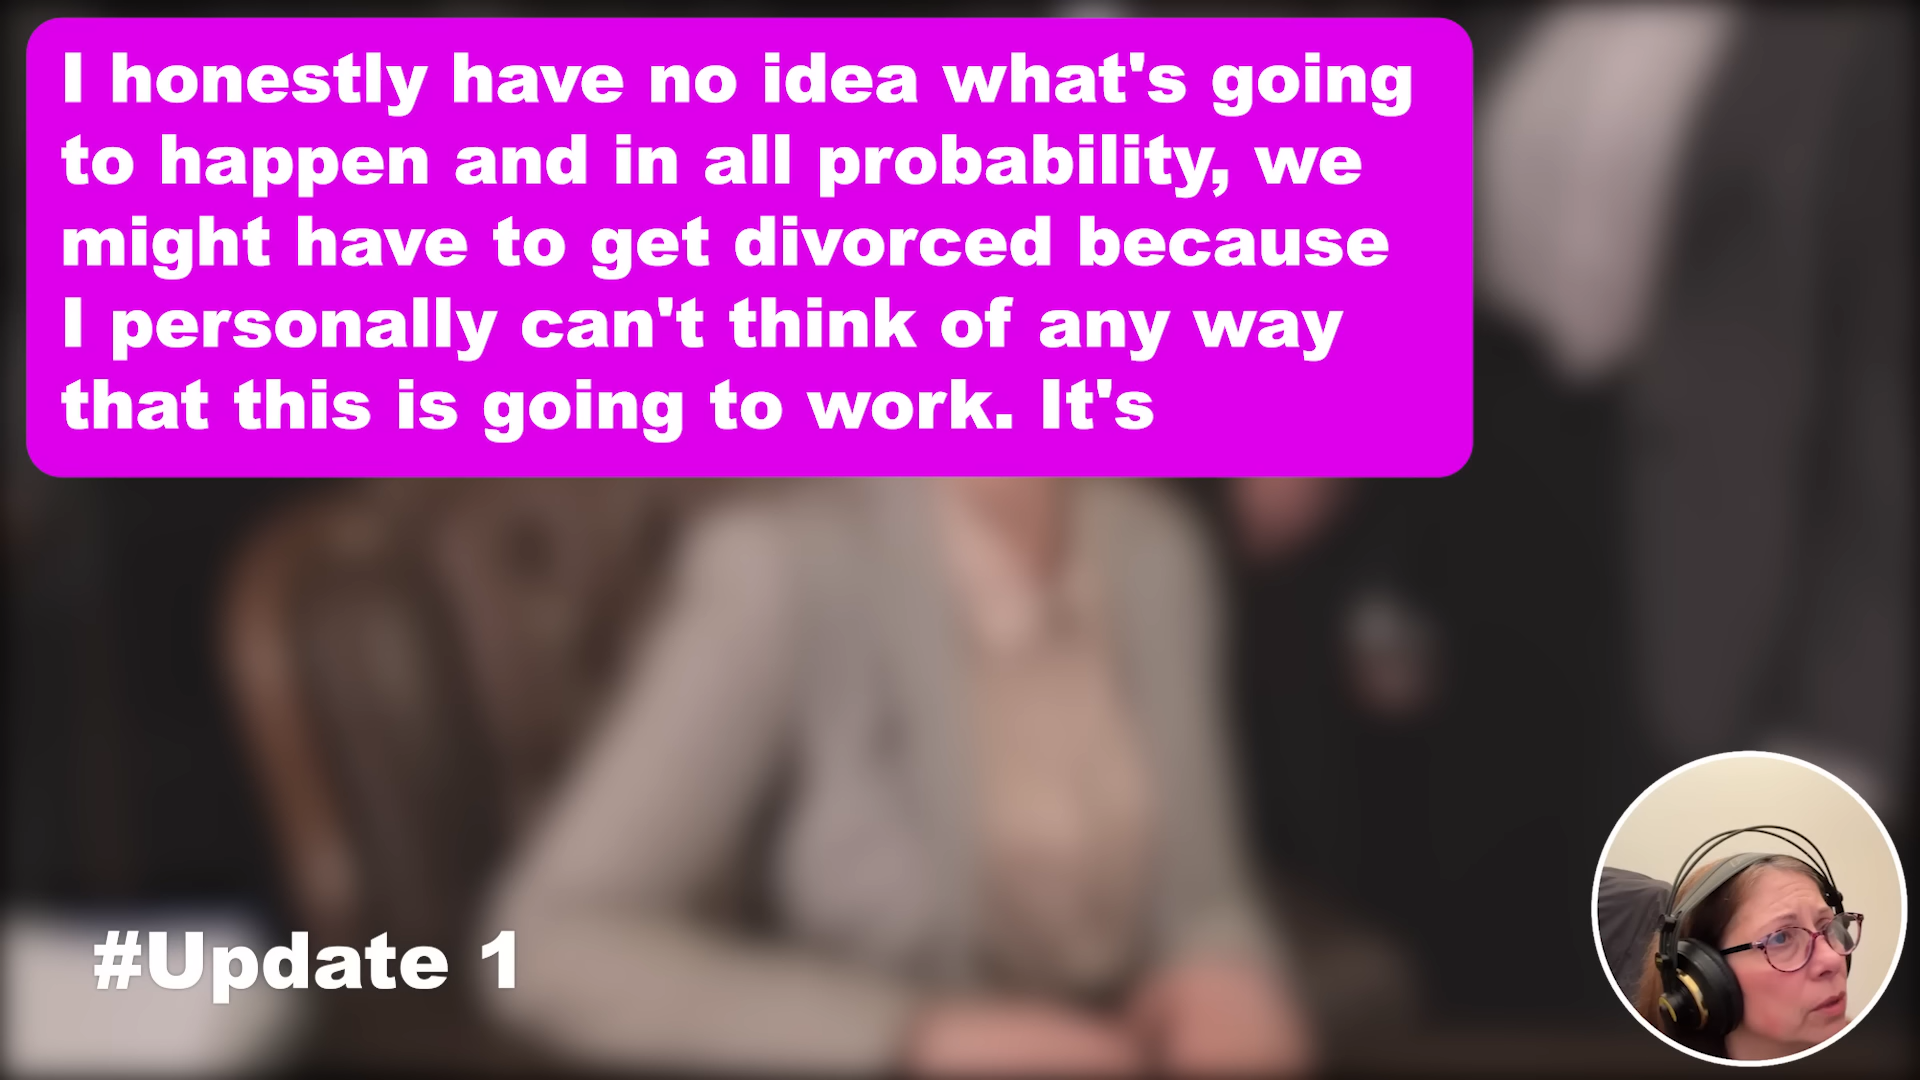 I honestly have no idea what's going
to happen and in all probability, we
might have to get divorced because
I personally can't think of any way
that this is going to work. It's
#Update 1